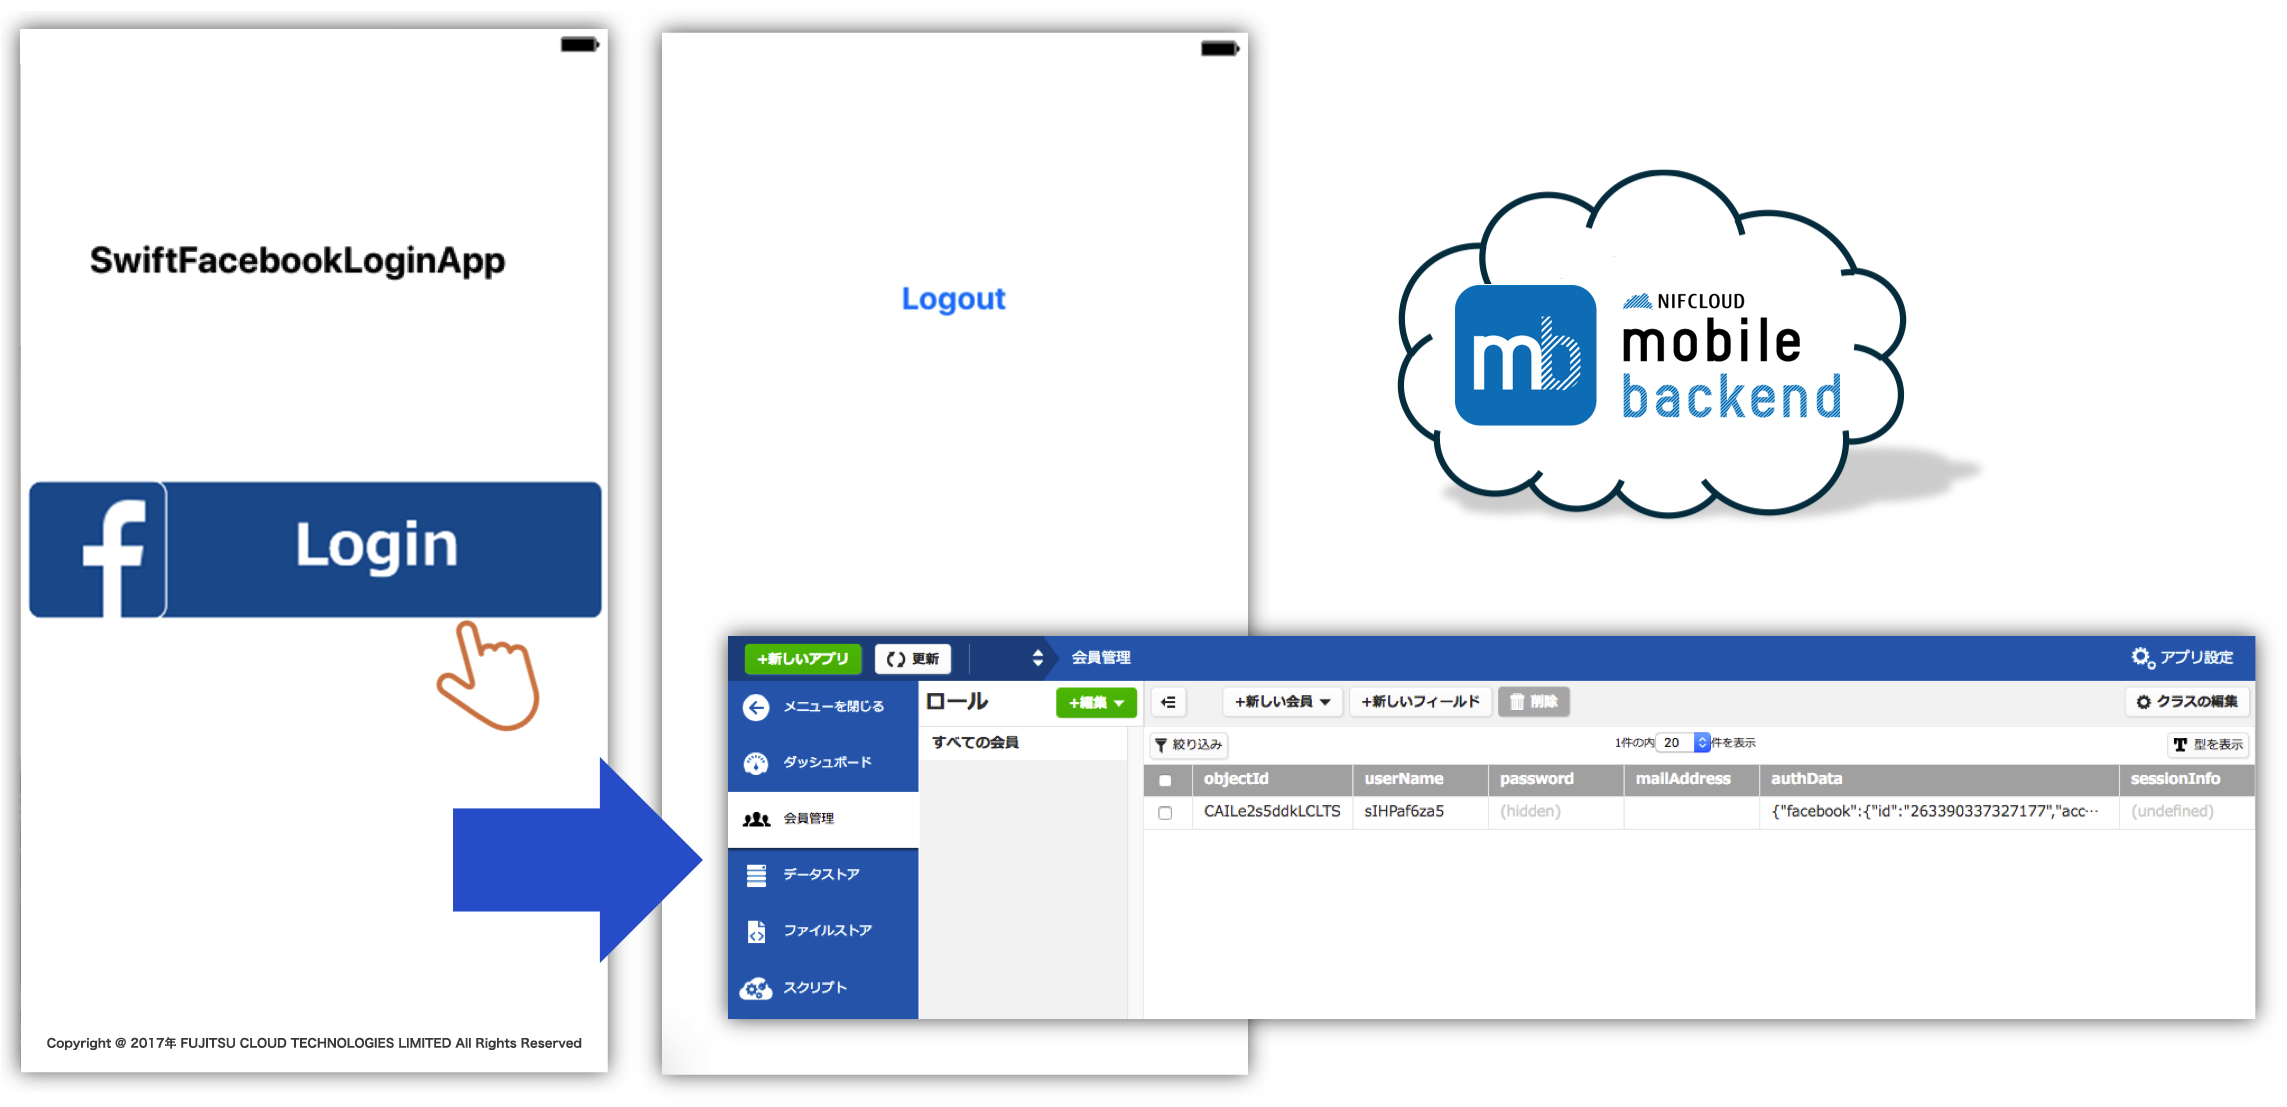 SwiftFacebookLoginApp
f Login
Copyright @ 2017年 FUJITSU CLOUD TECHNOLOGIES LIMITED All Rights Reserved
Logout
mb
NIFCLOUD
mobile
backend
+新しいアプリ 更新 会員管理 アプリ設定
メニューを閉じる
ダッシュボード
会員管理
データストア
ファイルストア
スクリプト
ロール +編集
すべての会員
+新しい会員 +新しいフィールド 削除 クラスの編集
絞り込み 1件の内 20 件を表示 型を表示
objectId userName password mailAddress authData sessionInfo
CAILe2s5ddkLCLTS sIHPaf6za5 (hidden) {"facebook":{"id":"263390337327177","acc… (undefined)